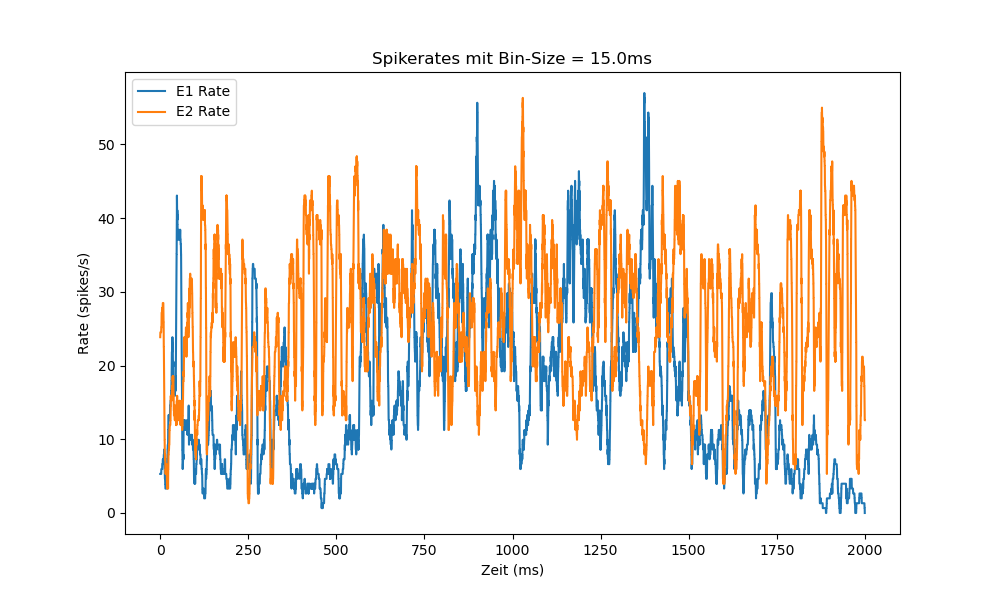 Spikerates mit Bin-Size = 15.0ms
E1 Rate
E2 Rate
Rate (spikes/s)
50
40
30
20
10
0
0 250 500 750 1000 1250 1500 1750 2000
Zeit (ms)